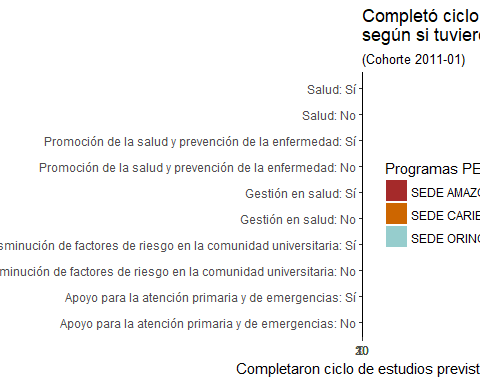 Completó ciclo
según si tuvier
(Cohorte 2011-01)
Salud: Sí
Salud: No
Promoción de la salud y prevención de la enfermedad: Sí
Promoción de la salud y prevención de la enfermedad: No
Gestión en salud: Sí
Gestión en salud: No
sminución de factores de riesgo en la comunidad universitaria: Sí
minución de factores de riesgo en la comunidad universitaria: No
Apoyo para la atención primaria y de emergencias: Sí
Apoyo para la atención primaria y de emergencias: No
Programas PE
SEDE AMAZ
SEDE CARIB
SEDE ORIN
Completaron ciclo de estudios previst